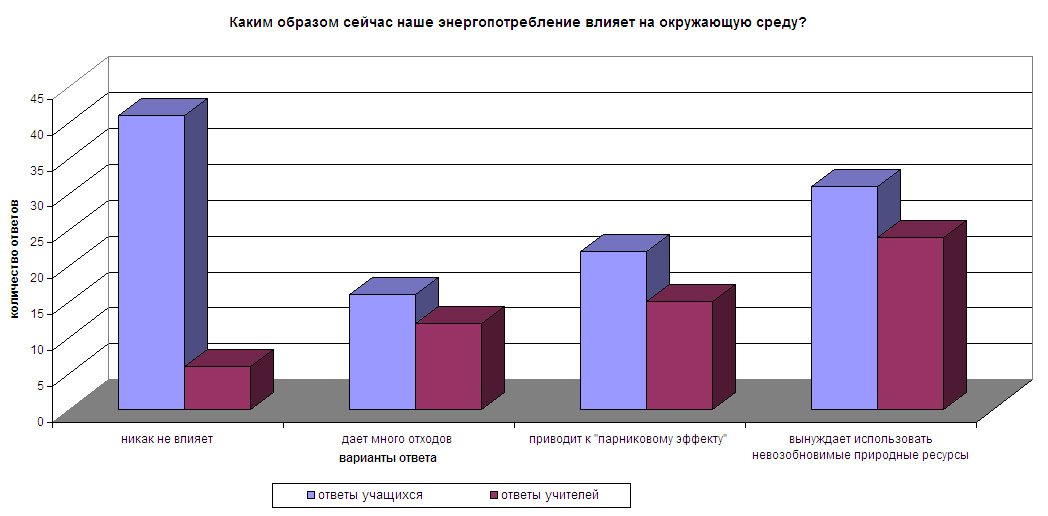 Каким образом сейчас наше энергопотребление влияет на окружающую среду?
количество ответов
45
40
35
30
25
20
15
10
5
0
никак не влияет
дает много отходов
приводит к "парниковому эффекту"
вынуждает использовать
невозобновимые природные ресурсы
варианты ответа
ответы учащихся
ответы учителей